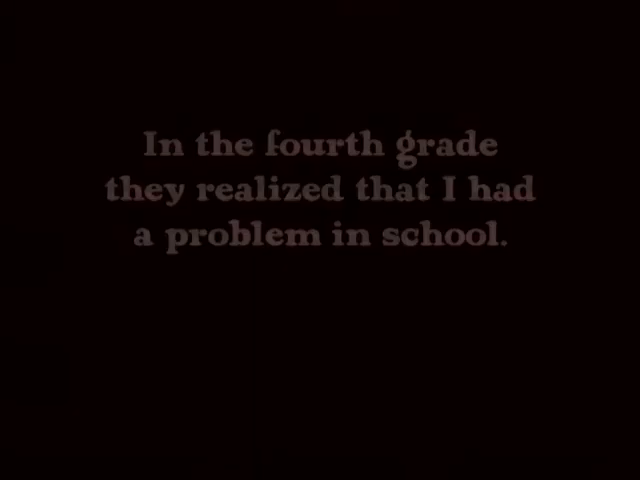 In the fourth grade
they realized that I had
a problem in school.